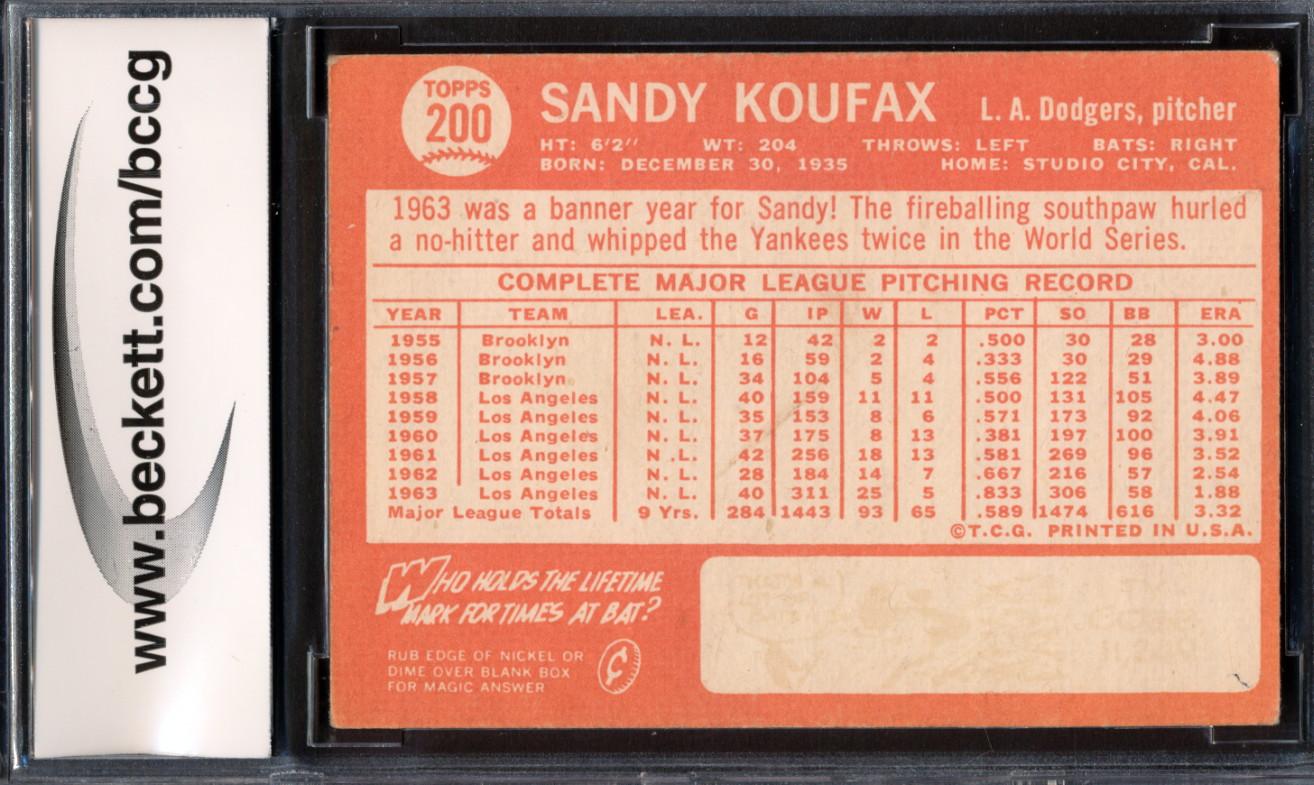 www.beckett.com/bccg
TOPPS
200
SANDY KOUFAX L. A. Dodgers, pitcher
HT: 6'2" WT: 204 THROWS: LEFT BATS: RIGHT
BORN: DECEMBER 30, 1935 HOME: STUDIO CITY, CAL.
1963 was a banner year for Sandy! The fireballing southpaw hurled
a no-hitter and whipped the Yankees twice in the World Series.
COMPLETE MAJOR LEAGUE PITCHING RECORD
YEAR TEAM LEA. G IP W L PCT SO BB ERA
1955 Brooklyn N. L. 12 42 2 2 .500 30 28 3.00
1956 Brooklyn N. L. 16 59 2 4 .333 30 29 4.88
1957 Brooklyn N. L. 34 104 5 4 .556 122 51 3.89
1958 Los Angeles N. L. 40 159 11 11 .500 131 105 4.47
1959 Los Angeles N. L. 35 153 8 6 .571 173 92 4.06
1960 Los Angeles N. L. 37 175 8 13 .381 197 100 3.91
1961 Los Angeles N. L. 42 256 18 13 .581 269 96 3.52
1962 Los Angeles N. L. 28 184 14 7 .667 216 57 2.54
1963 Los Angeles N. L. 40 311 25 5 .833 306 58 1.88
Major League Totals 9 Yrs. 284 1443 93 65 .589 1474 616 3.32
©T.C.G. PRINTED IN U.S.A.
WHO HOLDS THE LIFETIME
MARK FOR TIMES AT BAT?
RUB EDGE OF NICKEL OR
DIME OVER BLANK BOX
FOR MAGIC ANSWER
¢